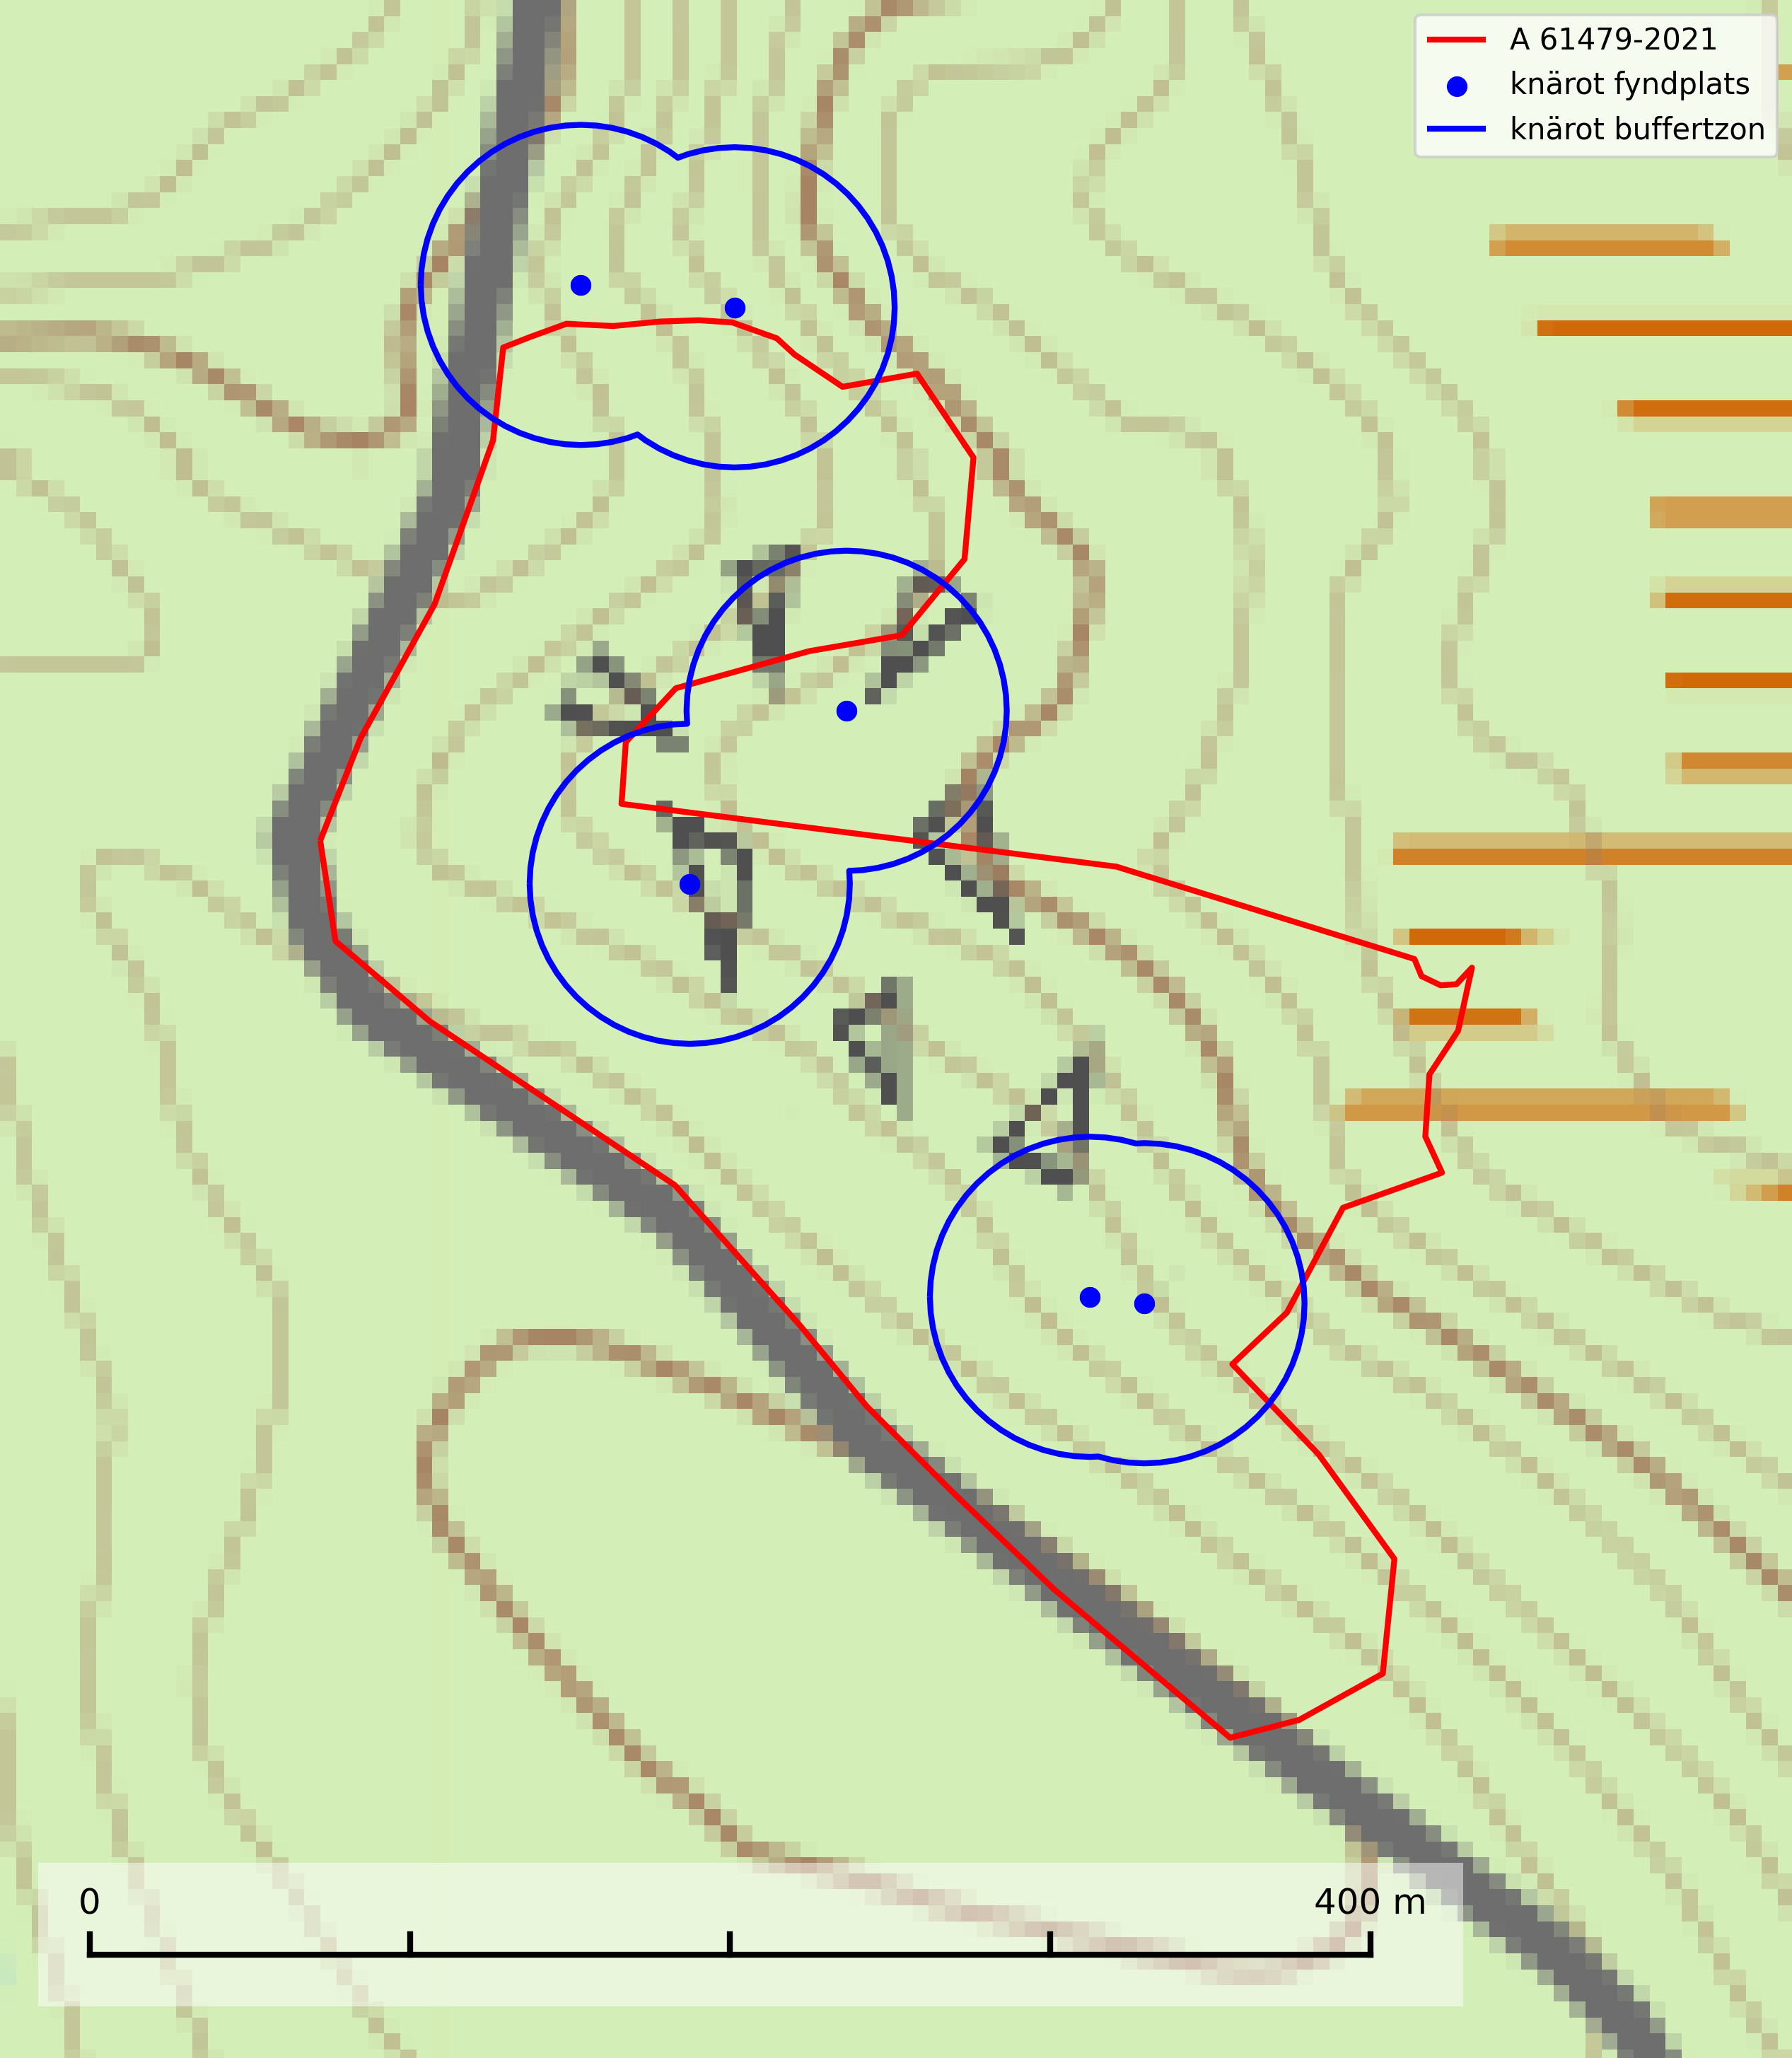 A 61479-2021
knärot fyndplats
knärot buffertzon
0
400 m